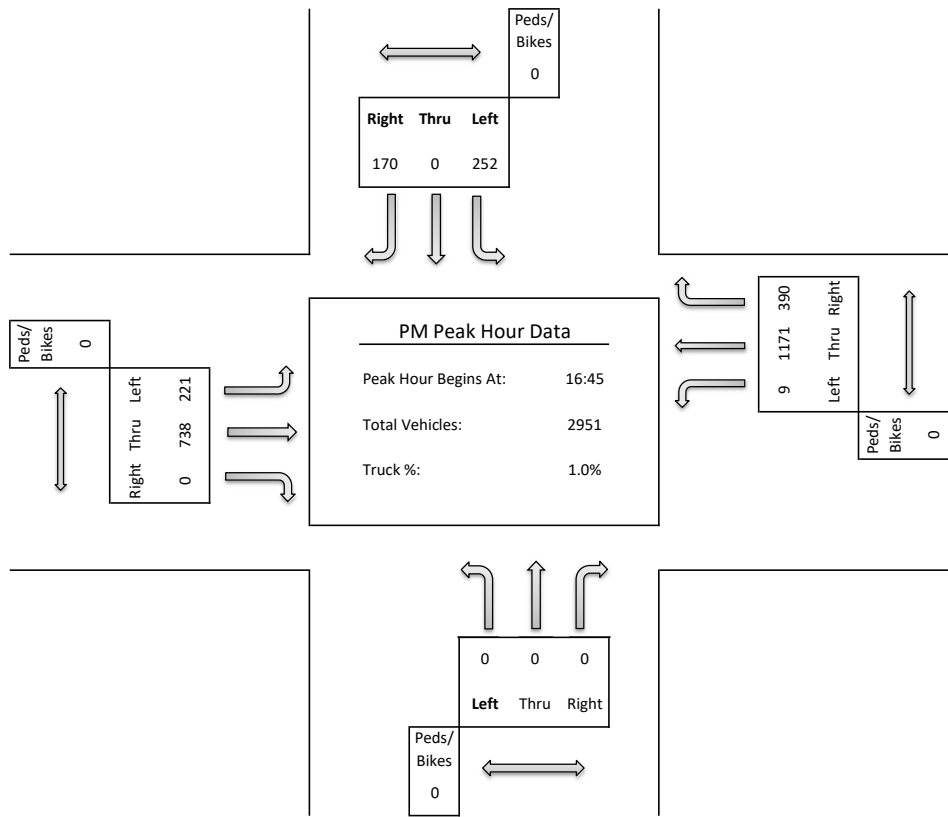 Peds/
Bikes
0
Right Thru Left
170 0 252
Peds/
Bikes
0
Left 221
Thru 738
Right 0
PM Peak Hour Data
Peak Hour Begins At: 16:45
Total Vehicles: 2951
Truck %: 1.0%
390 Right
1171 Thru
9 Left
Peds/
Bikes
0
0 0 0
Left Thru Right
Peds/
Bikes
0